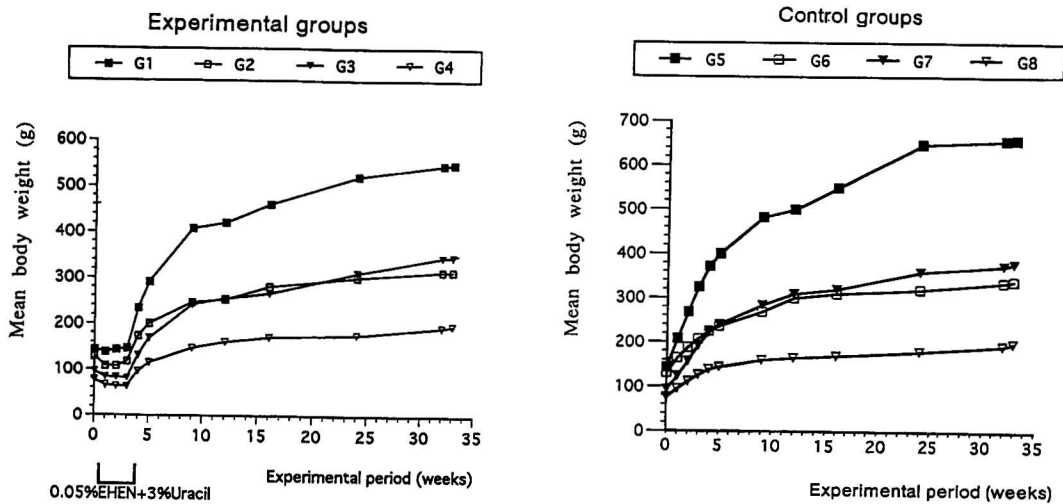 Experimental groups
G1 G2 G3 G4
Mean body weight (g)
600
500
400
300
200
100
0
0 5 10 15 20 25 30 35
Experimental period (weeks)
0.05%EHEN+3%Uracil
Control groups
G5 G6 G7 G8
Mean body weight (g)
700
600
500
400
300
200
100
0
0 5 10 15 20 25 30 35
Experimental period (weeks)